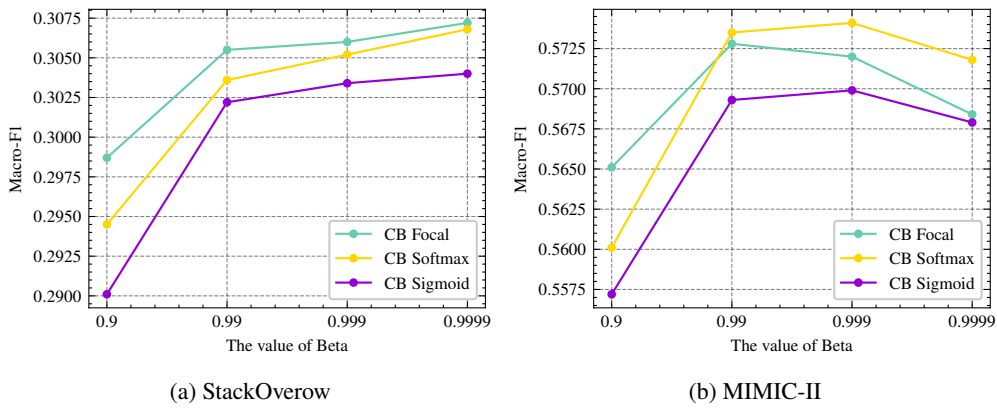 0.3075
0.3050
0.3025
0.3000
0.2975
0.2950
0.2925
0.2900
Macro-F1
0.9
0.99
0.999
0.9999
The value of Beta
CB Focal
CB Softmax
CB Sigmoid
(a) StackOverow
0.5725
0.5700
0.5675
0.5650
0.5625
0.5600
0.5575
Macro-F1
0.9
0.99
0.999
0.9999
The value of Beta
CB Focal
CB Softmax
CB Sigmoid
(b) MIMIC-II